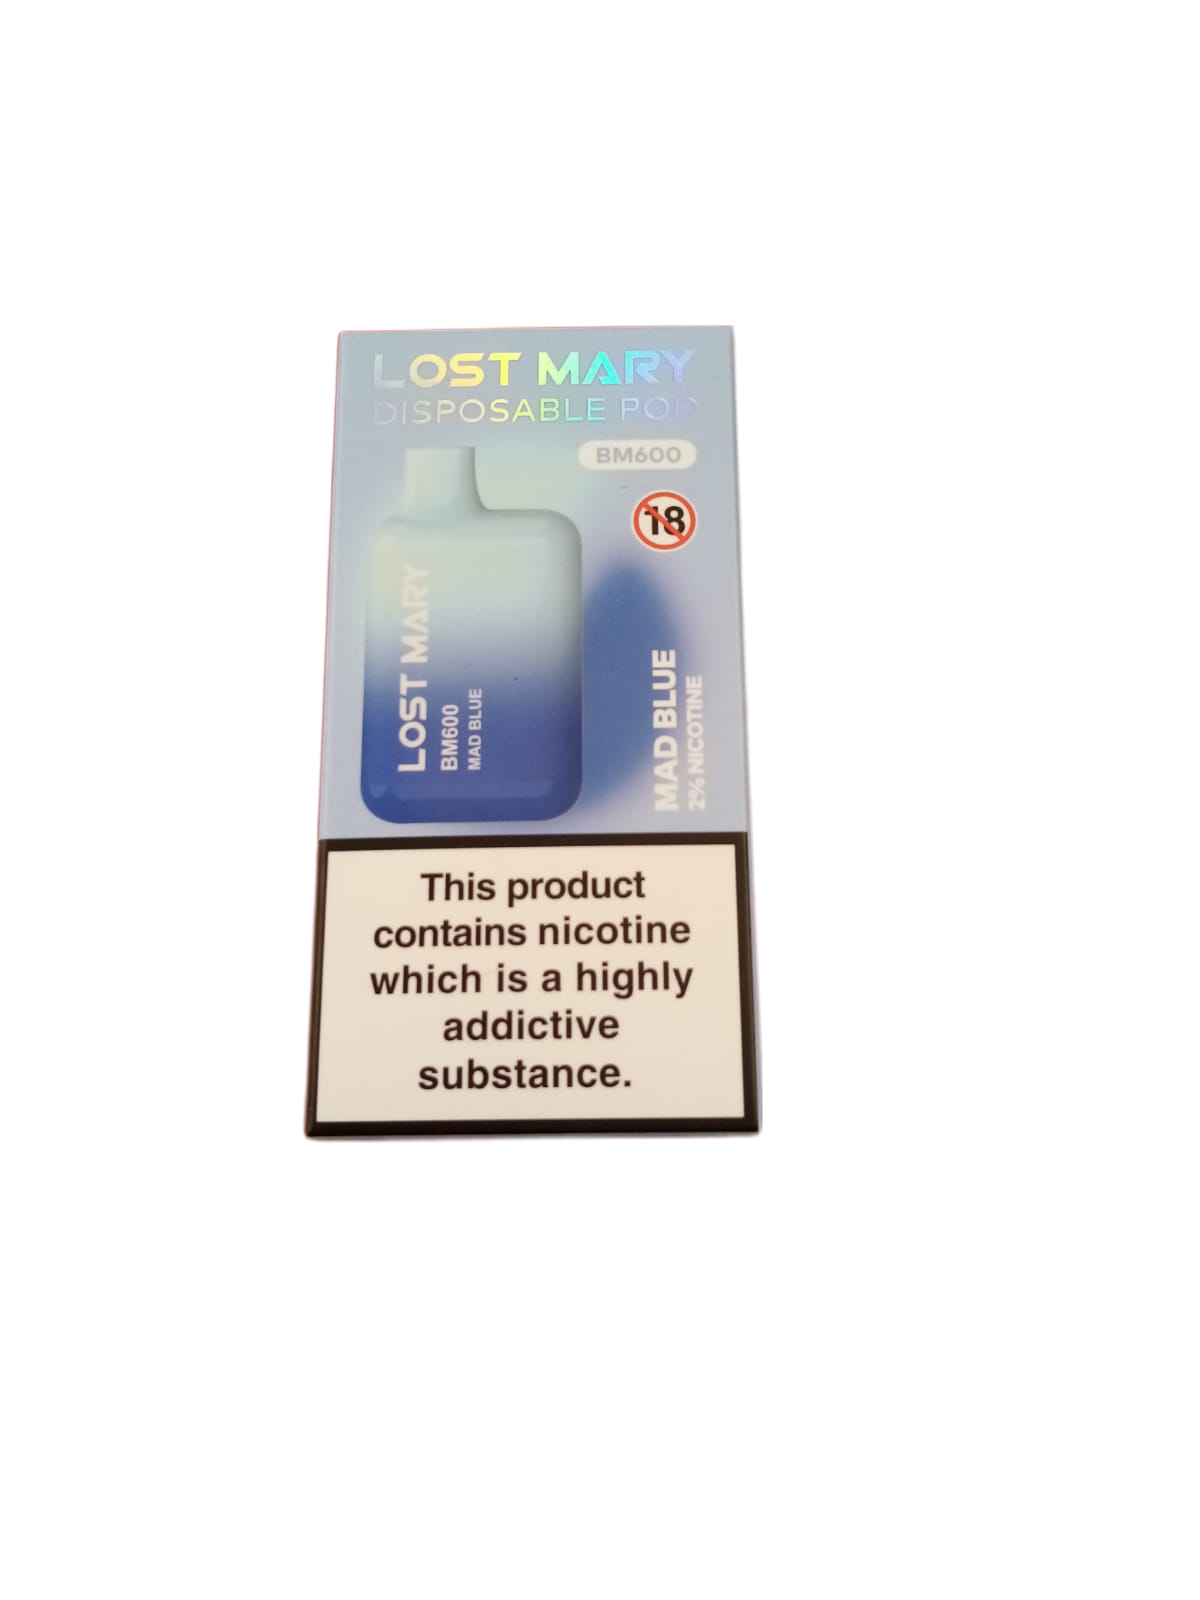 LOST MARY
DISPOSABLE POD
BM600
18
LOST MARY
BM600
MAD BLUE
MAD BLUE
2% NICOTINE
This product
contains nicotine
which is a highly
addictive
substance.